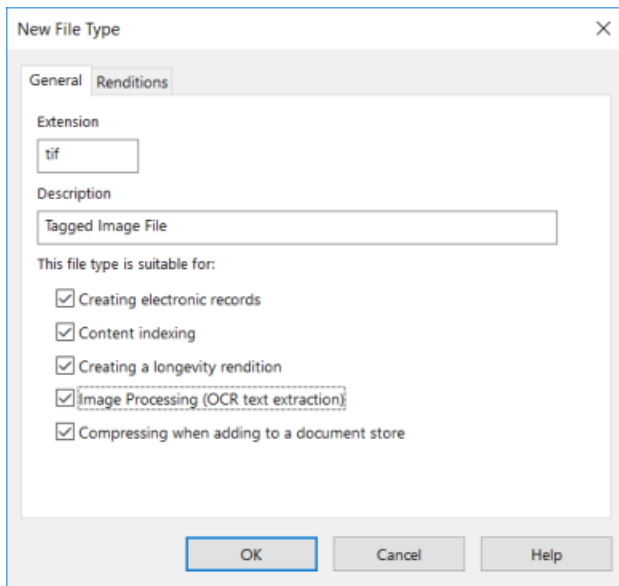 New File Type
General Renditions
Extension
tif
Description
Tagged Image File
This file type is suitable for:
Creating electronic records
Content indexing
Creating a longevity rendition
Image Processing (OCR text extraction)
Compressing when adding to a document store
OK Cancel Help